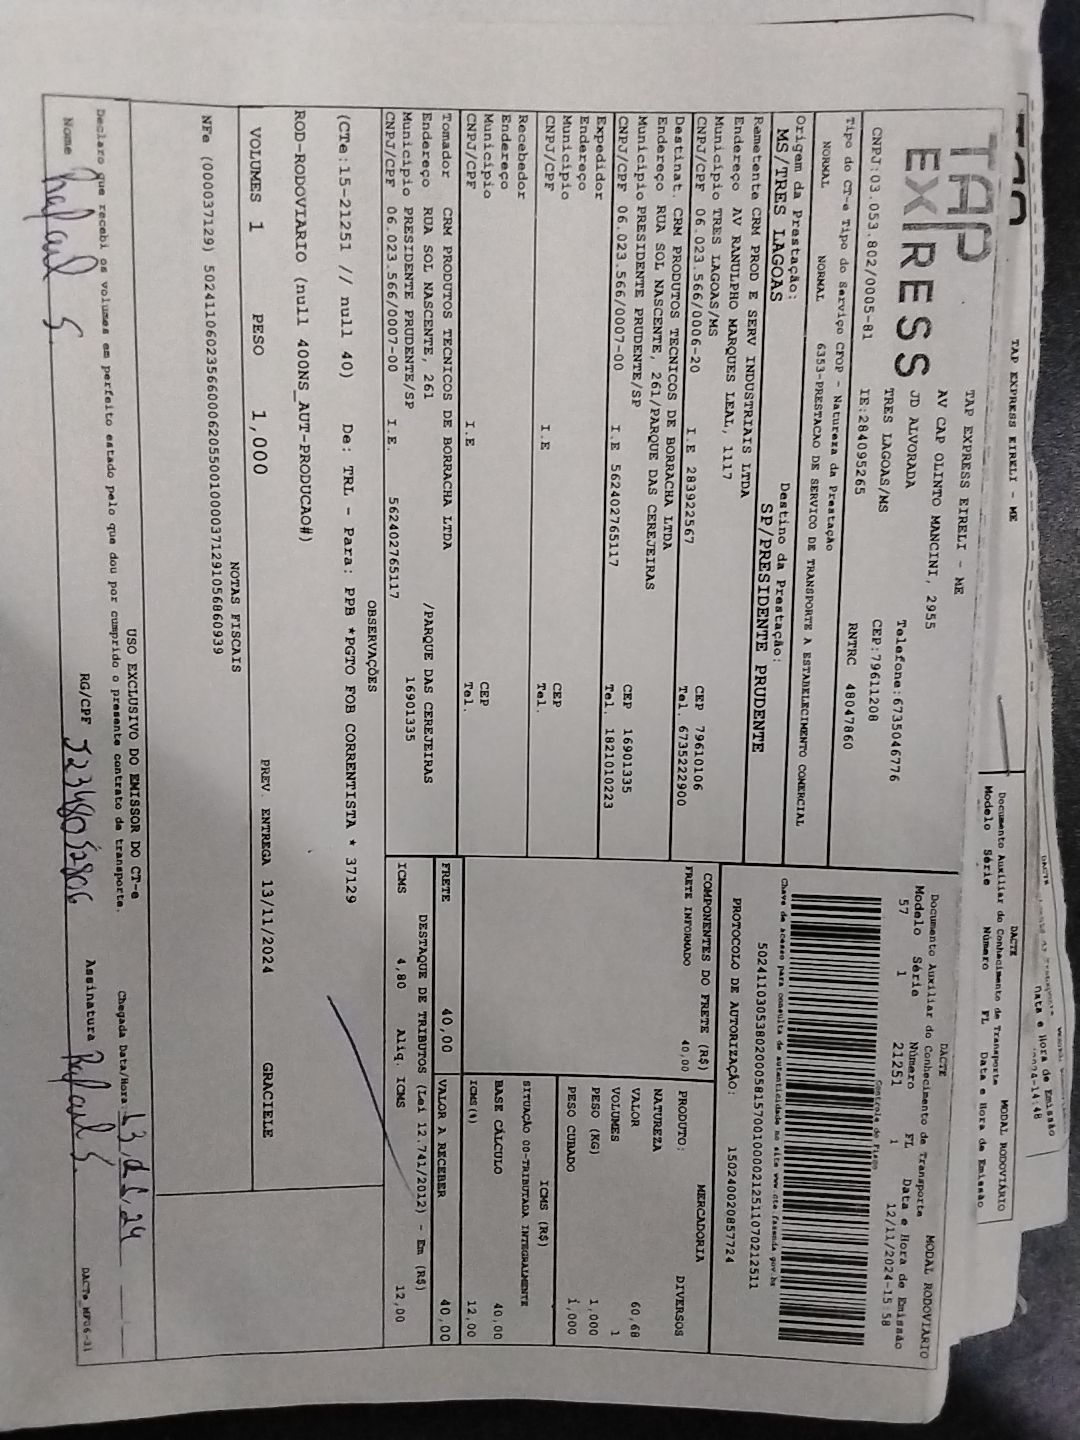 TAP EXPRESS EIRELI - ME
DACTE
MODAL RODOVIÁRIO
Documento Auxiliar do Conhecimento de Transporte
Modelo Série Número FL Data e Hora de Emissão
TAP
EX|RESS
TAP EXPRESS EIRELI - ME
AV CAP OLINTO MANCINI, 2955
JD ALVORADA
TRES LAGOAS/MS
Telefone:6735046776
CEP:79611208
CNPJ:03.053.802/0005-81 IE:284095265 RNTRC 48047860
DACTE
MODAL RODOVIÁRIO
Documento Auxiliar do Conhecimento de Transporte
Modelo Série Número FL Data e Hora de Emissão
57 1 21251 1 12/11/2024-15:58
Controle do Fisco
Chave de acesso para consulta de autenticidade no site www.cte.fazenda.gov.br
50241103053802000581570010000212511070212511
PROTOCOLO DE AUTORIZAÇÃO: 150240020857724
Tipo do CT-e Tipo do Serviço CFOP - Natureza da Prestação
NORMAL NORMAL 6353-PRESTACAO DE SERVICO DE TRANSPORTE A ESTABELECIMENTO COMERCIAL
Origem da Prestação: Destino da Prestação:
MS/TRES LAGOAS SP/PRESIDENTE PRUDENTE
Remetente CRM PROD E SERV INDUSTRIAIS LTDA
Endereço AV RANULPHO MARQUES LEAL, 1117
Município TRES LAGOAS/MS CEP 79610106
CNPJ/CPF 06.023.566/0006-20 I.E 283922567 Tel. 6735222900
Destinat. CRM PRODUTOS TECNICOS DE BORRACHA LTDA
Endereço RUA SOL NASCENTE, 261/PARQUE DAS CEREJEIRAS
Município PRESIDENTE PRUDENTE/SP CEP 16901335
CNPJ/CPF 06.023.566/0007-00 I.E 562402765117 Tel. 1821010223
Expedidor
Endereço
Município CEP
CNPJ/CPF I.E Tel.
Recebedor
Endereço
Município CEP
CNPJ/CPF I.E Tel.
Tomador CRM PRODUTOS TECNICOS DE BORRACHA LTDA
Endereço RUA SOL NASCENTE, 261 /PARQUE DAS CEREJEIRAS
Município PRESIDENTE PRUDENTE/SP 16901335
CNPJ/CPF 06.023.566/0007-00 I.E. 562402765117
COMPONENTES DO FRETE (R$)
FRETE INFORMADO 40,00
PRODUTO: MERCADORIA DIVERSOS
NATUREZA
VALOR 60,68
VOLUMES 1
PESO (KG) 1,000
PESO CUBADO 1,000
ICMS (R$)
SITUAÇÃO 00-TRIBUTADA INTEGRALMENTE
BASE CÁLCULO 40,00
ICMS(%) 12,00
FRETE 40,00 VALOR A RECEBER 40,00
DESTAQUE DE TRIBUTOS (Lei 12.741/2012) - Em (R$)
ICMS 4,80 Aliq. ICMS 12,00
OBSERVAÇÕES
(CTe:15-21251 // null 40) De: TRL - Para: PPB *PGTO FOB CORRENTISTA * 37129
ROD-RODOVIARIO (null 400NS_AUT-PRODUCAO#)
VOLUMES 1 PESO 1,000 PREV. ENTREGA 13/11/2024 GRACIELE
NOTAS FISCAIS
NFe (000037129) 50241106023566000620550010000371291056860939
USO EXCLUSIVO DO EMISSOR DO CT-e
Declaro que recebi os volumes em perfeito estado pelo que dou por cumprido o presente contrato de transporte. Chegada Data/Hora:
Nome Rafael S. RG/CPF Assinatura Rafael S.